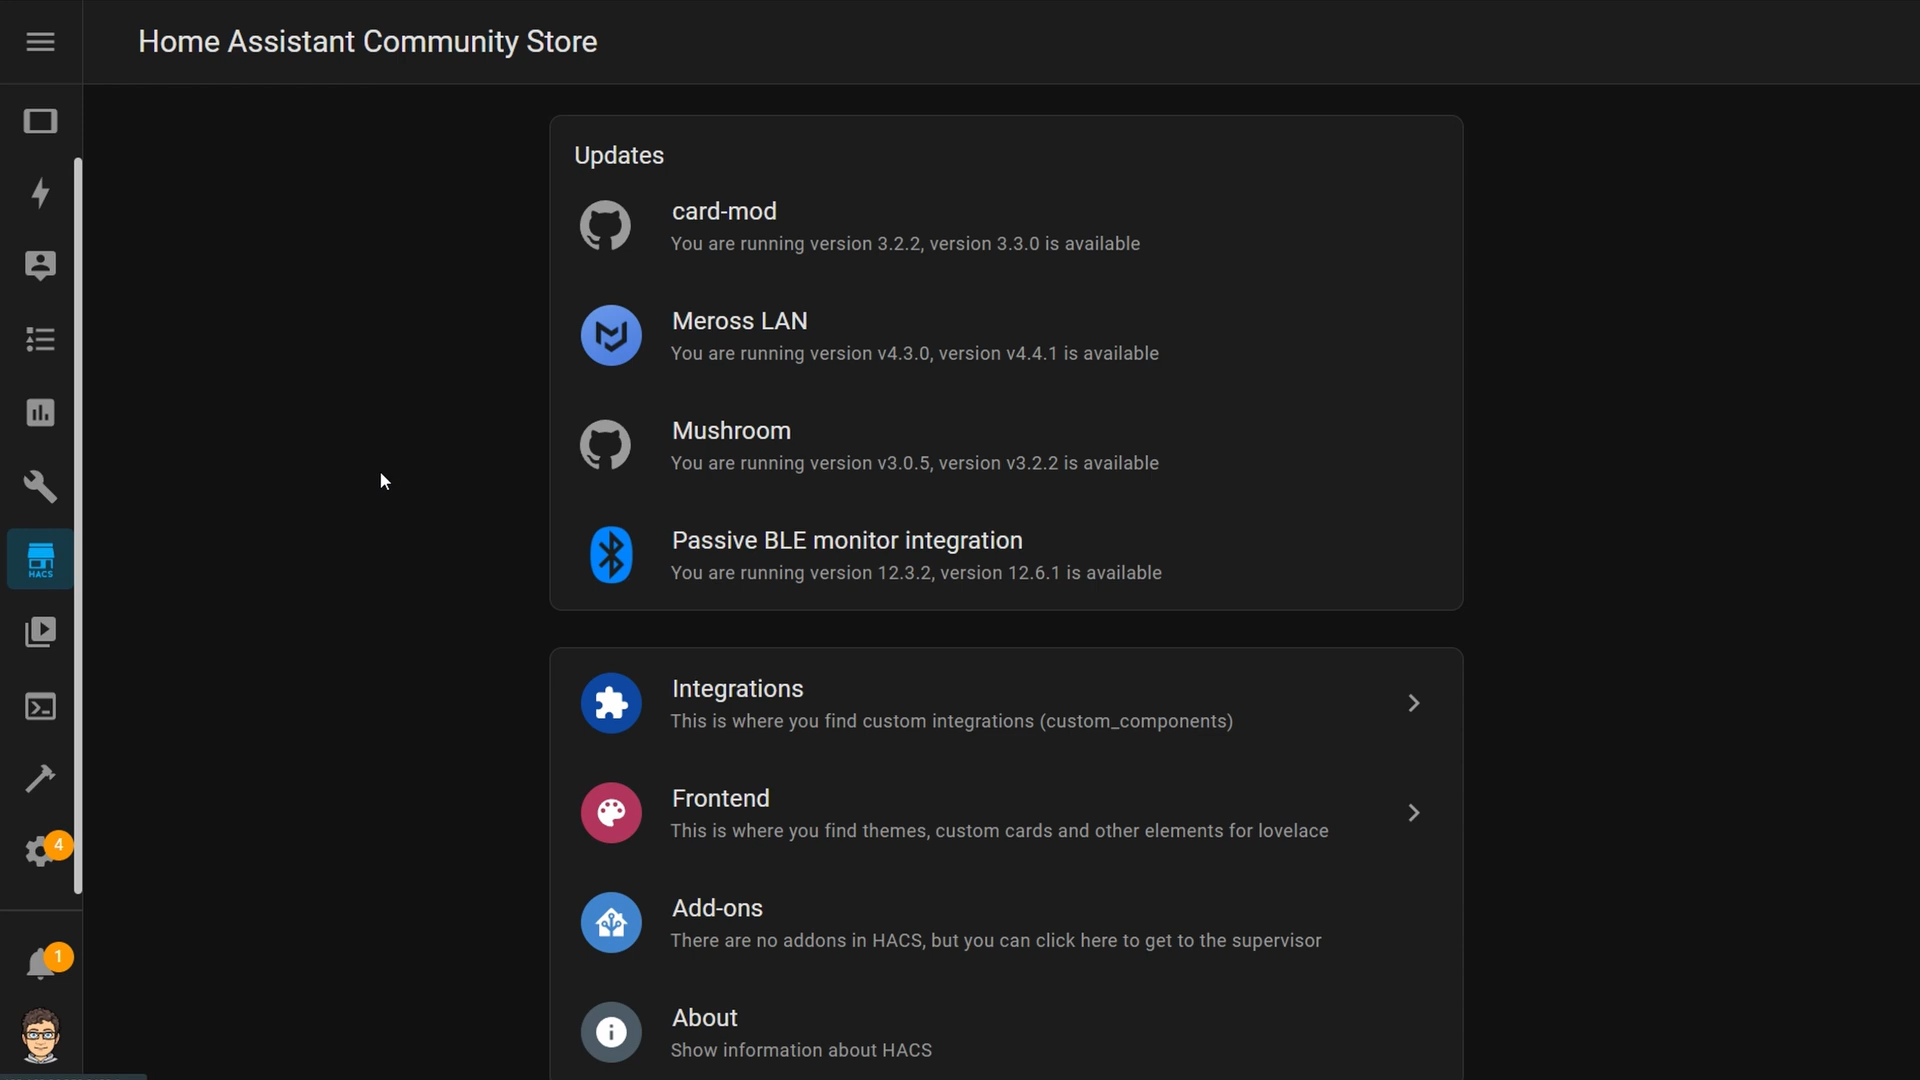 Home Assistant Community Store
Updates
card-mod
You are running version 3.2.2, version 3.3.0 is available
Meross LAN
You are running version v4.3.0, version v4.4.1 is available
Mushroom
You are running version v3.0.5, version v3.2.2 is available
Passive BLE monitor integration
You are running version 12.3.2, version 12.6.1 is available
HACS
Integrations
This is where you find custom integrations (custom_components)
Frontend
This is where you find themes, custom cards and other elements for lovelace
4
Add-ons
There are no addons in HACS, but you can click here to get to the supervisor
1
About
Show information about HACS